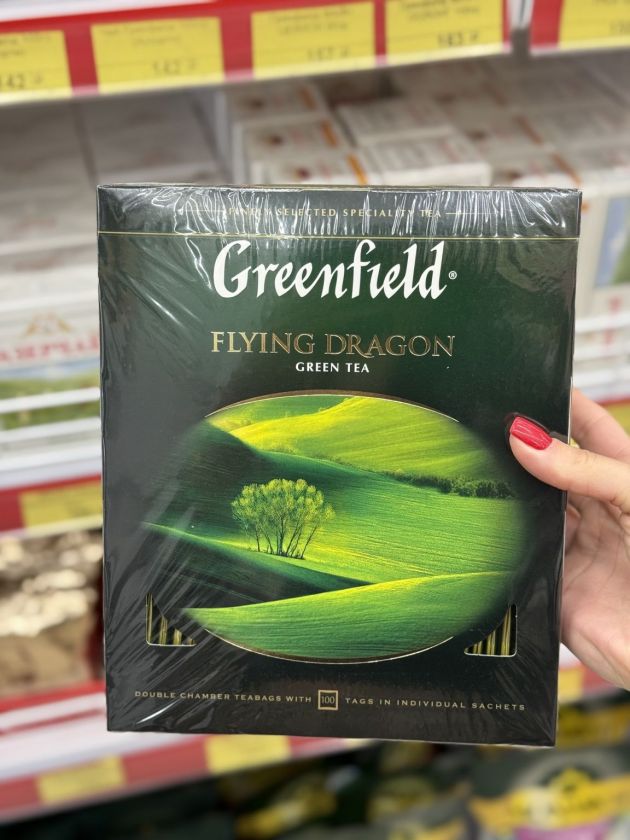 FINELY SELECTED SPECIALITY TEA
Greenfield®
FLYING DRAGON
GREEN TEA
DOUBLE CHAMBER TEABAGS WITH 100 TAGS IN INDIVIDUAL SACHETS